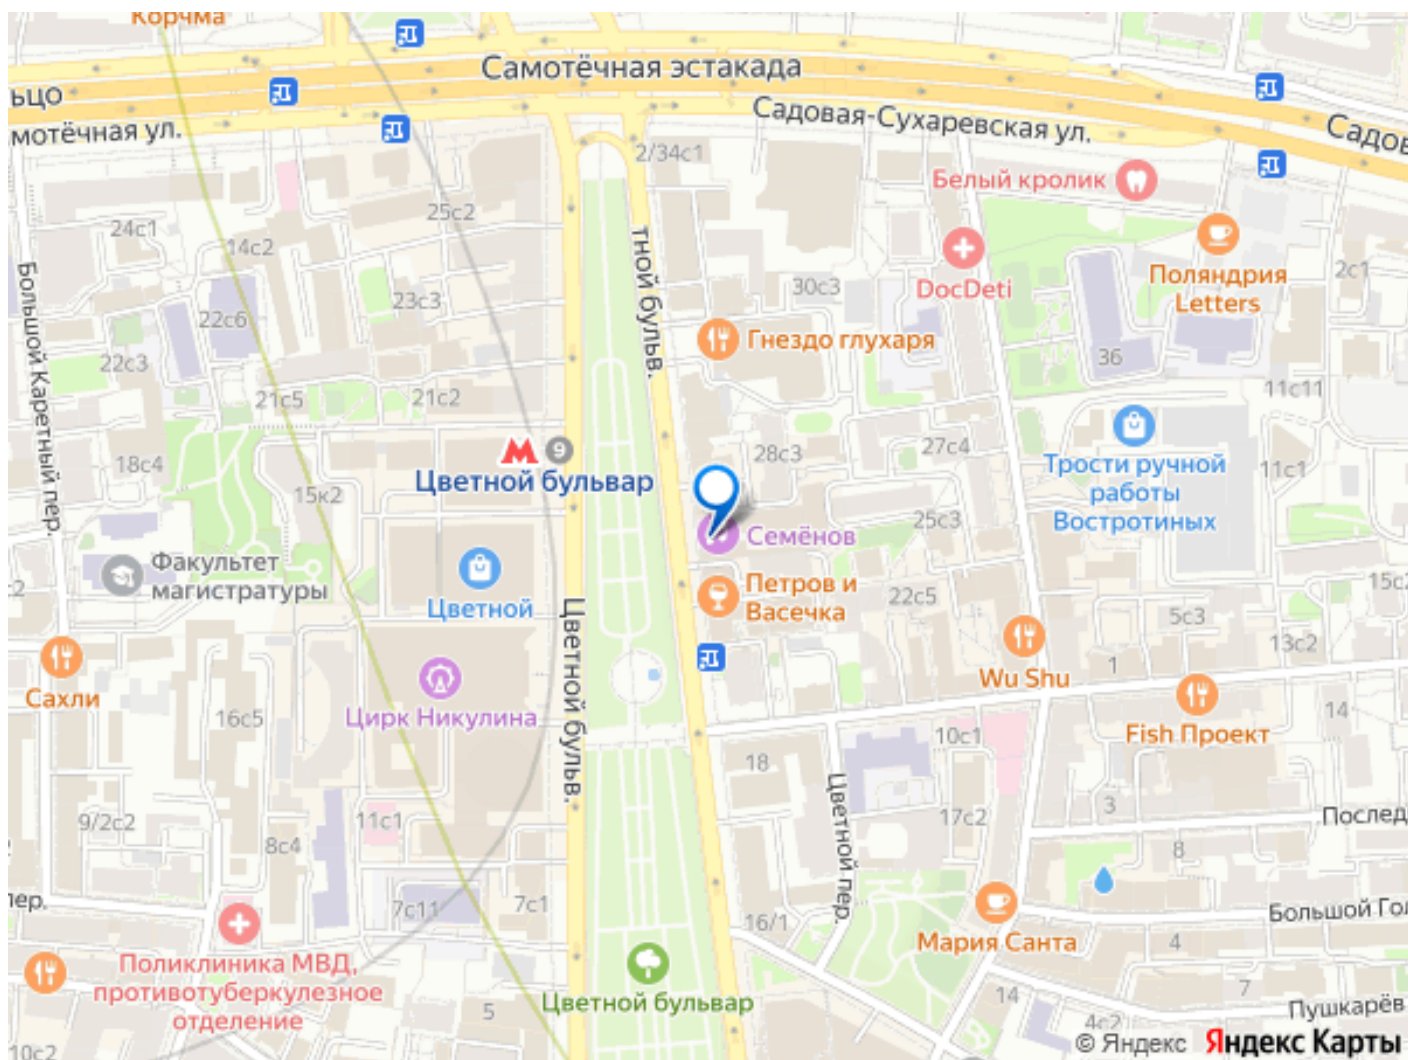 Корчма
Самотёчная эстакада
ьцо
мотёчная ул.
Садовая-Сухаревская ул.
Садов
2/34с1
Белый кролик
25с2
24с1
14с2
тной бульв.
Поляндрия
Letters
2с1
DocDeti
30с3
Большой Каретный пер.
23с3
22с6
Гнездо глухаря
22с3
36
21с5
21с2
11с11
9
Цветной бульвар
28с3
27с4
18с4
15к2
Трости ручной
работы
Востротиных
11с1
25с3
Семёнов
Факультет
магистратуры
2
Цветной
Петров и
Васечка
22с5
15с2
5с3
13с2
Цветной бульв.
Сахли
Wu Shu
1
16с5
Цирк Никулина
14
Fish Проект
10с1
18
Цветной пер.
9/2с2
11с1
8с4
17с2
3
Послед
8
пер.
7с11
7с1
16/1
Большой Гол
Мария Санта
4
Поликлиника МВД,
противотуберкулезное
отделение
Цветной бульвар
5
14
7
Пушкарёв
4с2
10с2
© Яндекс Яндекс Карты